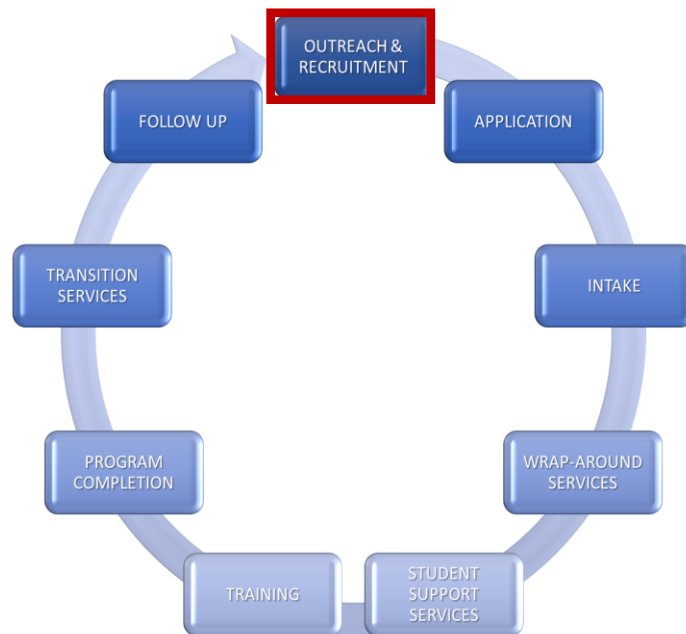 OUTREACH &
RECRUITMENT
APPLICATION
INTAKE
WRAP-AROUND
SERVICES
STUDENT
SUPPORT
SERVICES
TRAINING
PROGRAM
COMPLETION
TRANSITION
SERVICES
FOLLOW UP